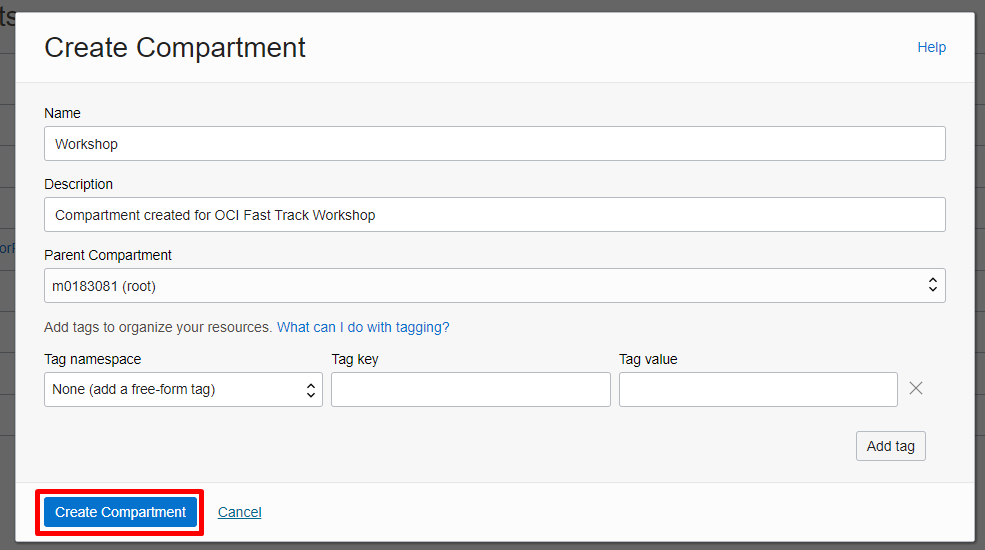 ts
Create Compartment
Help
Name
Workshop
Description
Compartment created for OCI Fast Track Workshop
Parent Compartment
m0183081 (root)
Add tags to organize your resources. What can I do with tagging?
Tag namespace Tag key Tag value
None (add a free-form tag)
Add tag
Create Compartment Cancel